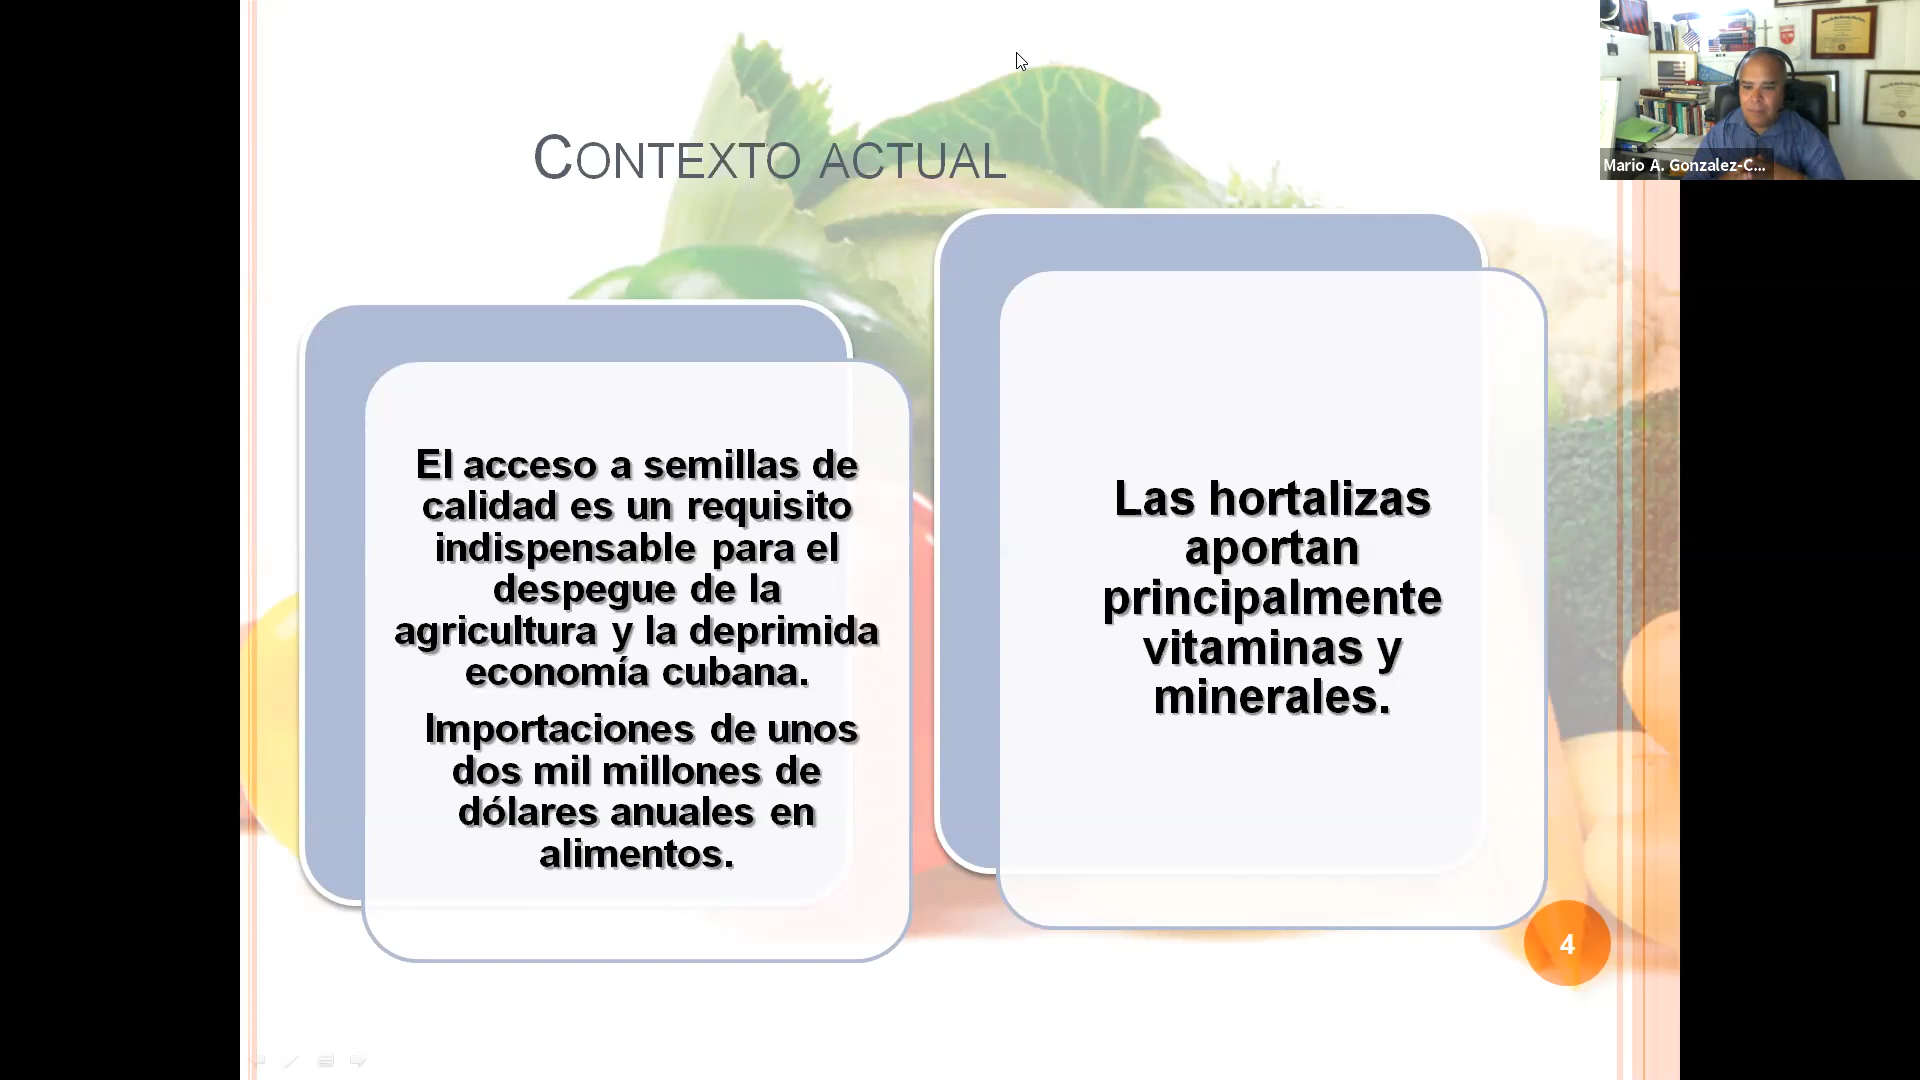 CONTEXTO ACTUAL
El acceso a semillas de
calidad es un requisito
indispensable para el
despegue de la
agricultura y la deprimida
economía cubana.
Importaciones de unos
dos mil millones de
dólares anuales en
alimentos.
Las hortalizas
aportan
principalmente
vitaminas y
minerales.
4
Mario A. Gonzalez-C...